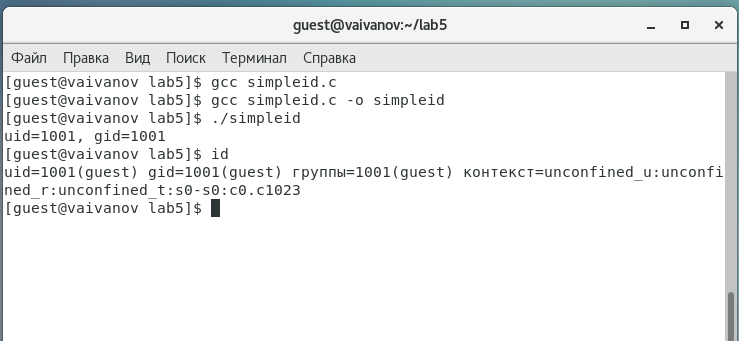 guest@vaivanov:~/lab5
Файл Правка Вид Поиск Терминал Справка
[guest@vaivanov lab5]$ gcc simpleid.c
[guest@vaivanov lab5]$ gcc simpleid.c -o simpleid
[guest@vaivanov lab5]$ ./simpleid
uid=1001, gid=1001
[guest@vaivanov lab5]$ id
uid=1001(guest) gid=1001(guest) группы=1001(guest) контекст=unconfined_u:unconfi
ned_r:unconfined_t:s0-s0:c0.c1023
[guest@vaivanov lab5]$